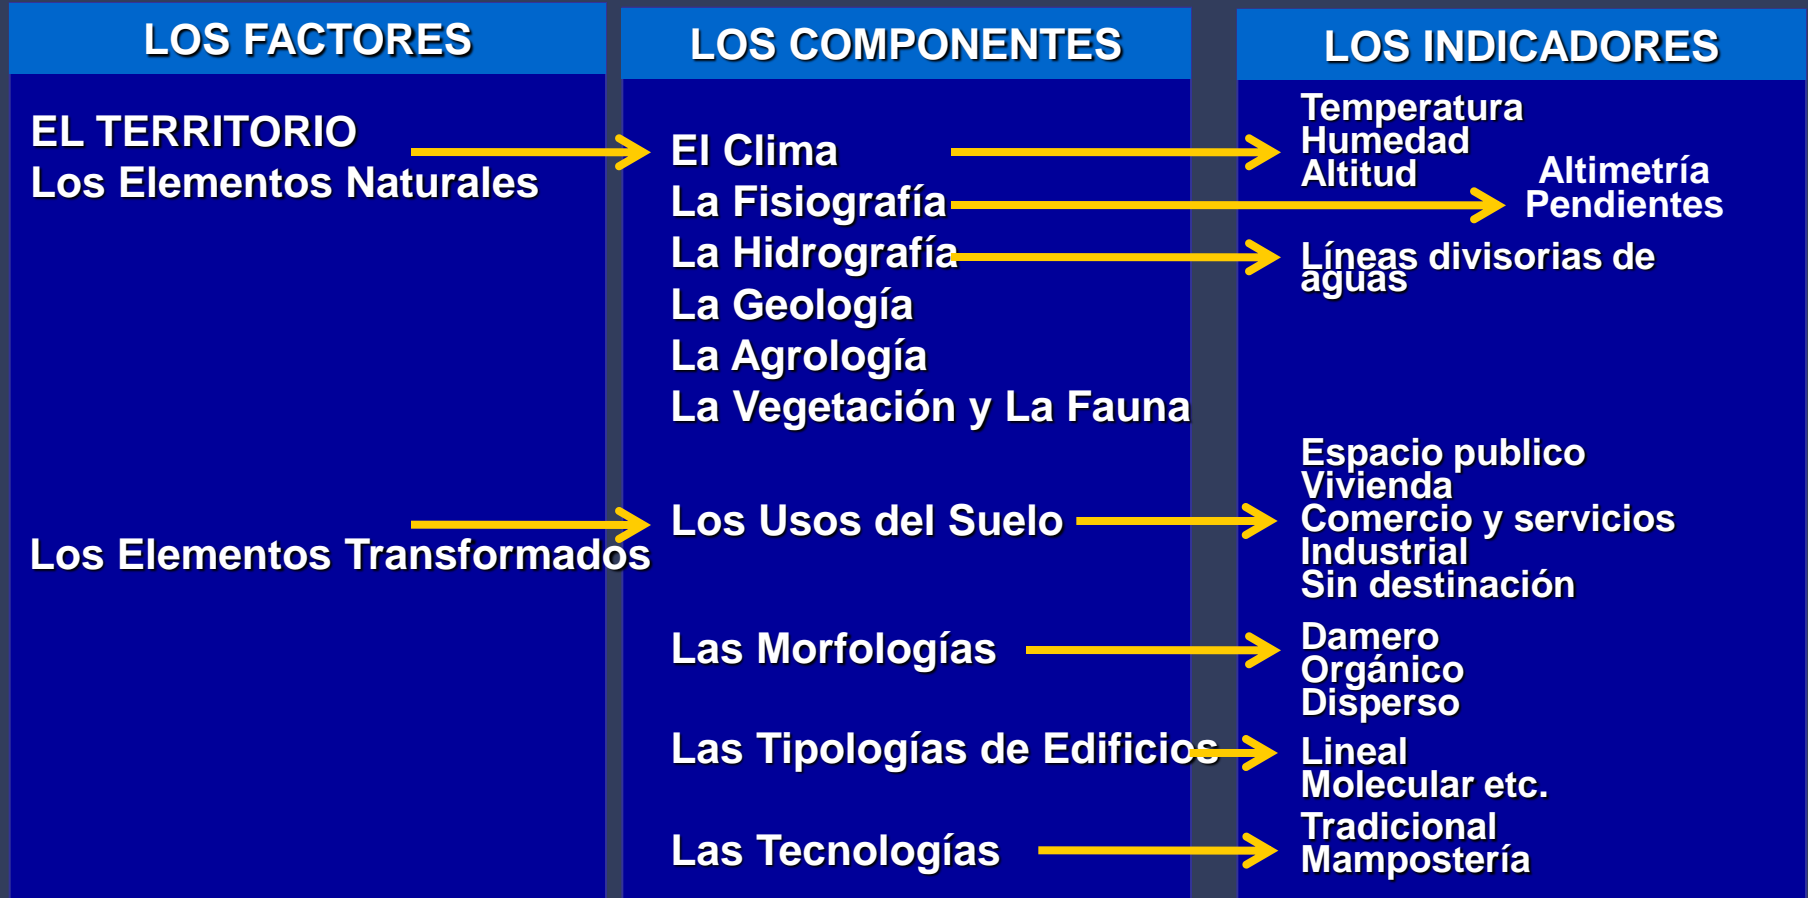 LOS FACTORES
EL TERRITORIO
Los Elementos Naturales
Los Elementos Transformados
LOS COMPONENTES
El Clima
La Fisiografía
La Hidrografía
La Geología
La Agrología
La Vegetación y La Fauna
Los Usos del Suelo
Las Morfologías
Las Tipologías de Edificios
Las Tecnologías
LOS INDICADORES
Temperatura
Humedad
Altitud
Altimetría
Pendientes
Líneas divisorias de
aguas
Espacio publico
Vivienda
Comercio y servicios
Industrial
Sin destinación
Damero
Orgánico
Disperso
Lineal
Molecular etc.
Tradicional
Mampostería